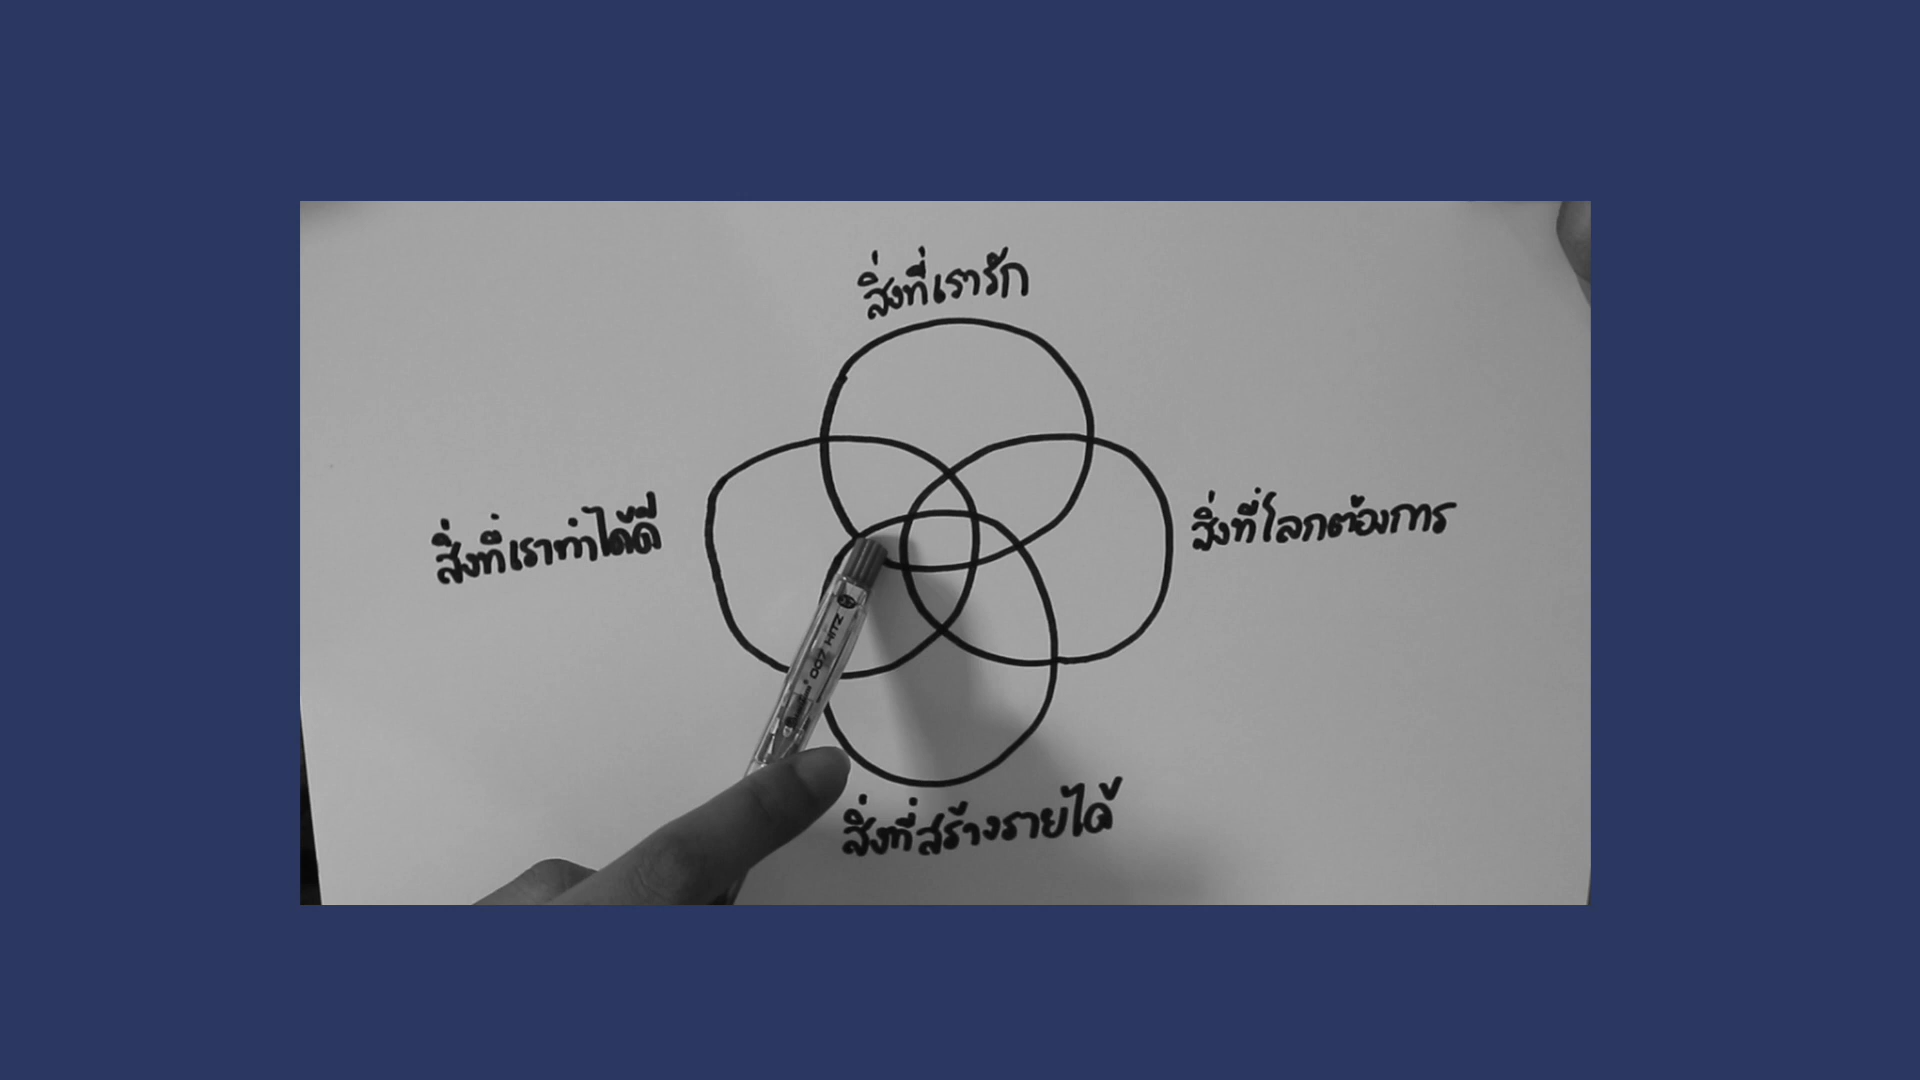 สิ่งที่เรารัก
สิ่งที่เราทำได้ดี
สิ่งที่โลกต้องการ
007 HITZ
สิ่งที่สร้างรายได้